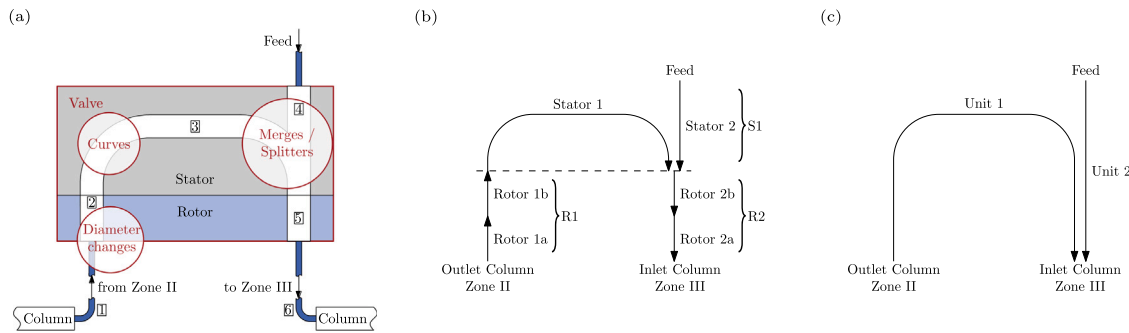 (a)
Feed
Valve
4
3
Curves
Merges /
Splitters
Stator
2
Rotor
5
Diameter
changes
from Zone II
to Zone III
Column
1
6
Column
(b)
Feed
Stator 1
Stator 2
S1
Rotor 1b
Rotor 2b
R1
R2
Rotor 1a
Rotor 2a
Outlet Column
Zone II
Inlet Column
Zone III
(c)
Feed
Unit 1
Unit 2
Outlet Column
Zone II
Inlet Column
Zone III